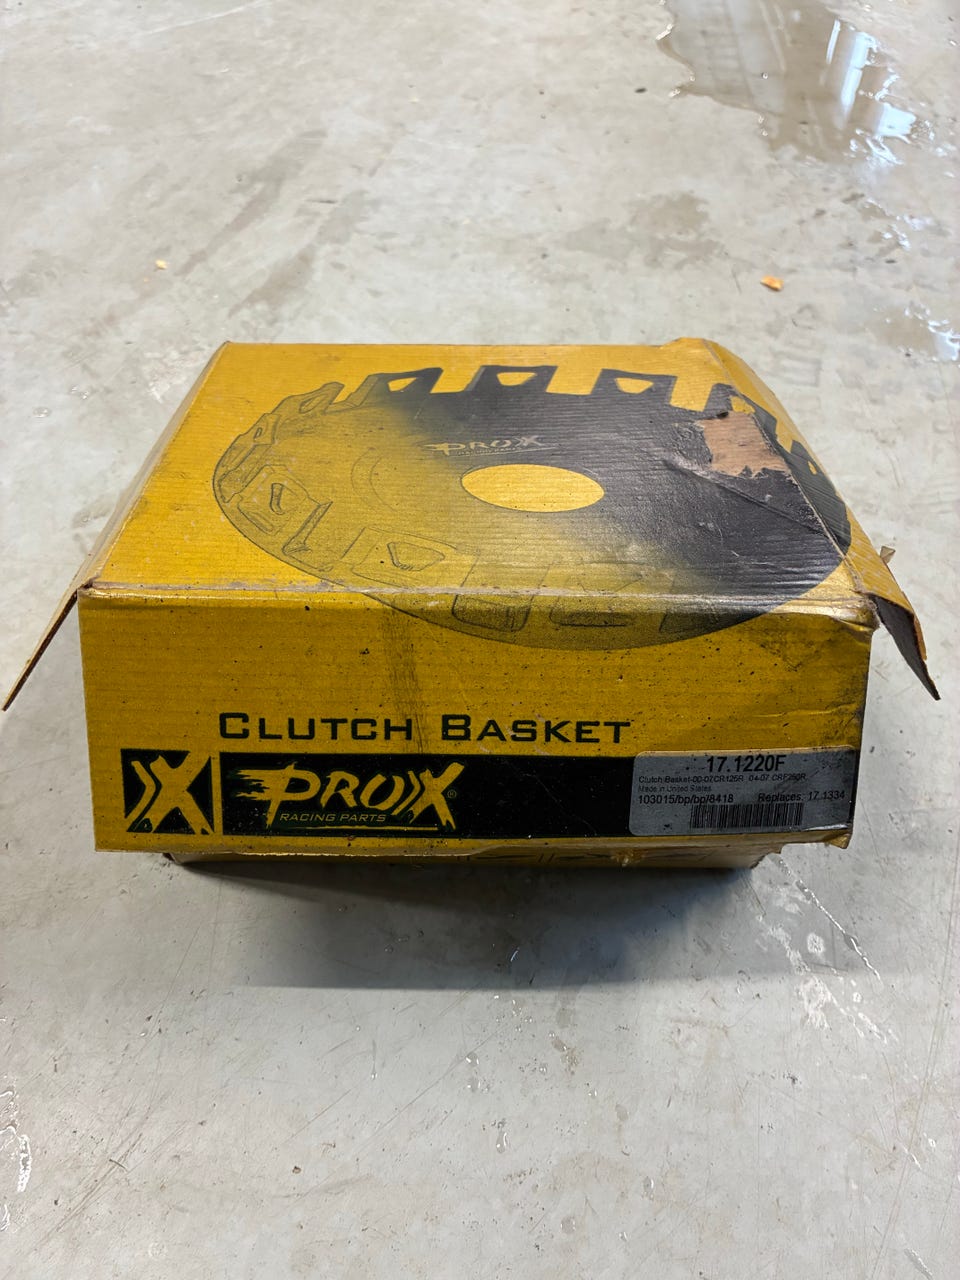 PROX
CLUTCH BASKET
PROX®
RACING PARTS
17.1220F
Clutch Basket-00-07CR125R 04-07 CRF250R
Made in United States
103015/bp/bp/8418 Replaces: 17.1334